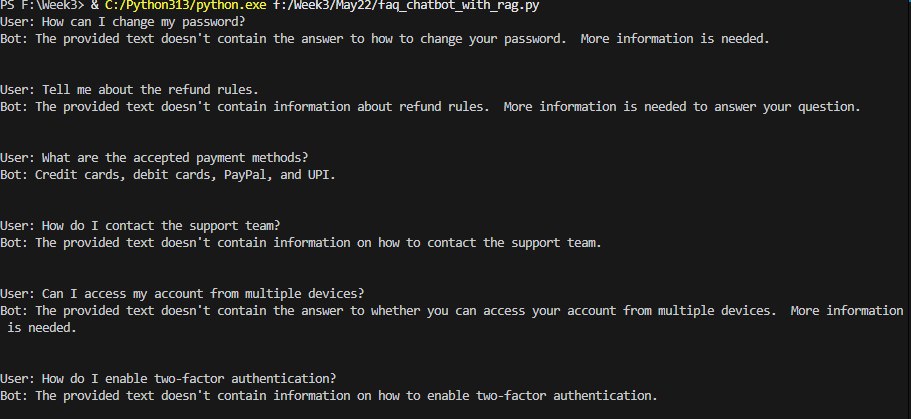 PS F:\Week3> & C:/Python313/python.exe f:/Week3/May22/faq_chatbot_with_rag.py
User: How can I change my password?
Bot: The provided text doesn't contain the answer to how to change your password.  More information is needed.
User: Tell me about the refund rules.
Bot: The provided text doesn't contain information about refund rules.  More information is needed to answer your question.
User: What are the accepted payment methods?
Bot: Credit cards, debit cards, PayPal, and UPI.
User: How do I contact the support team?
Bot: The provided text doesn't contain information on how to contact the support team.
User: Can I access my account from multiple devices?
Bot: The provided text doesn't contain the answer to whether you can access your account from multiple devices.  More information
 is needed.
User: How do I enable two-factor authentication?
Bot: The provided text doesn't contain information on how to enable two-factor authentication.